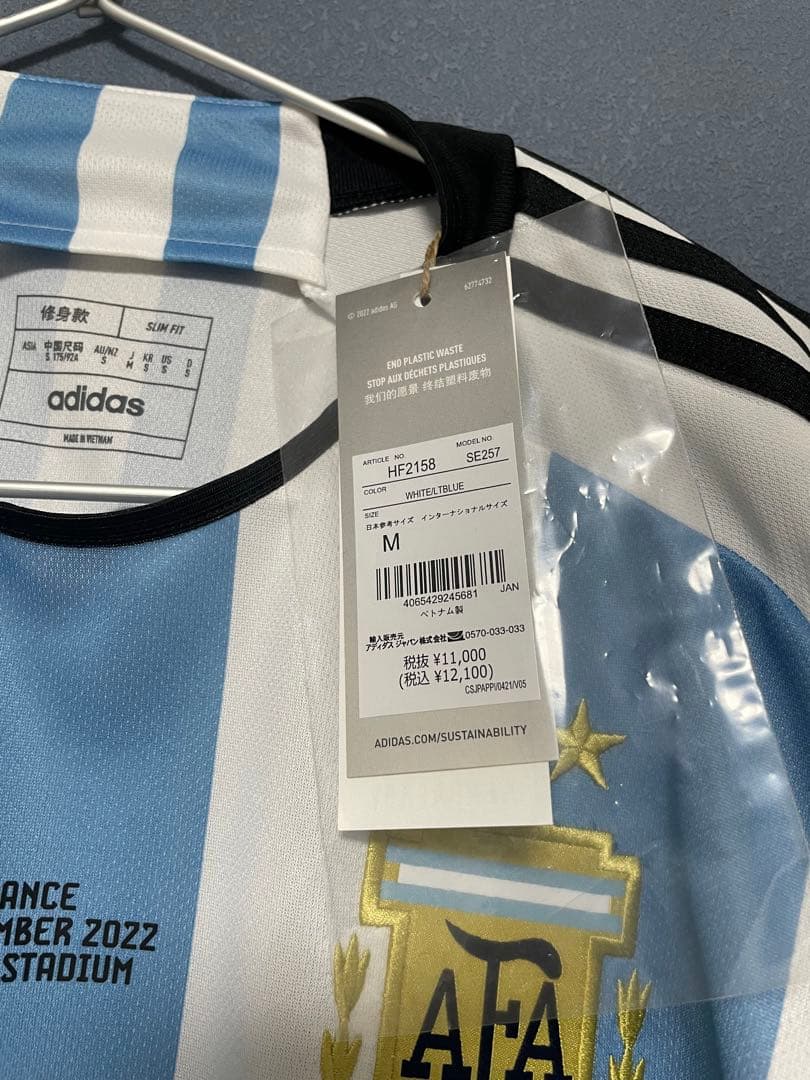 修身款
SLIM FIT
ASIA 中国尺码 AU/NZ J KR US D
S 175/92A S M S S S
adidas
MADE IN VIETNAM
© 2022 adidas AG
62774732
END PLASTIC WASTE
STOP AUX DÉCHETS PLASTIQUES
我们的愿景 终结塑料废物
ARTICLE NO. HF2158 MODEL NO SE257
COLOR WHITE/LTBLUE
SIZE
日本参考サイズ インターナショナルサイズ
M
4065429245681 JAN
ベトナム製
輸入販売元
アディダス ジャパン株式会社 0570-033-033
税抜 ¥11,000
(税込 ¥12,100)
CSJPAPPI/0421/V05
ADIDAS.COM/SUSTAINABILITY
ANCE
MBER 2022
STADIUM
AFA